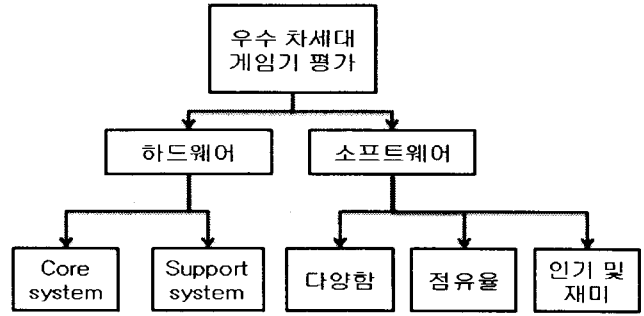 우수 차세대
게임기 평가
하드웨어
소프트웨어
Core
system
Support
system
다양함
점유율
인기 및
재미